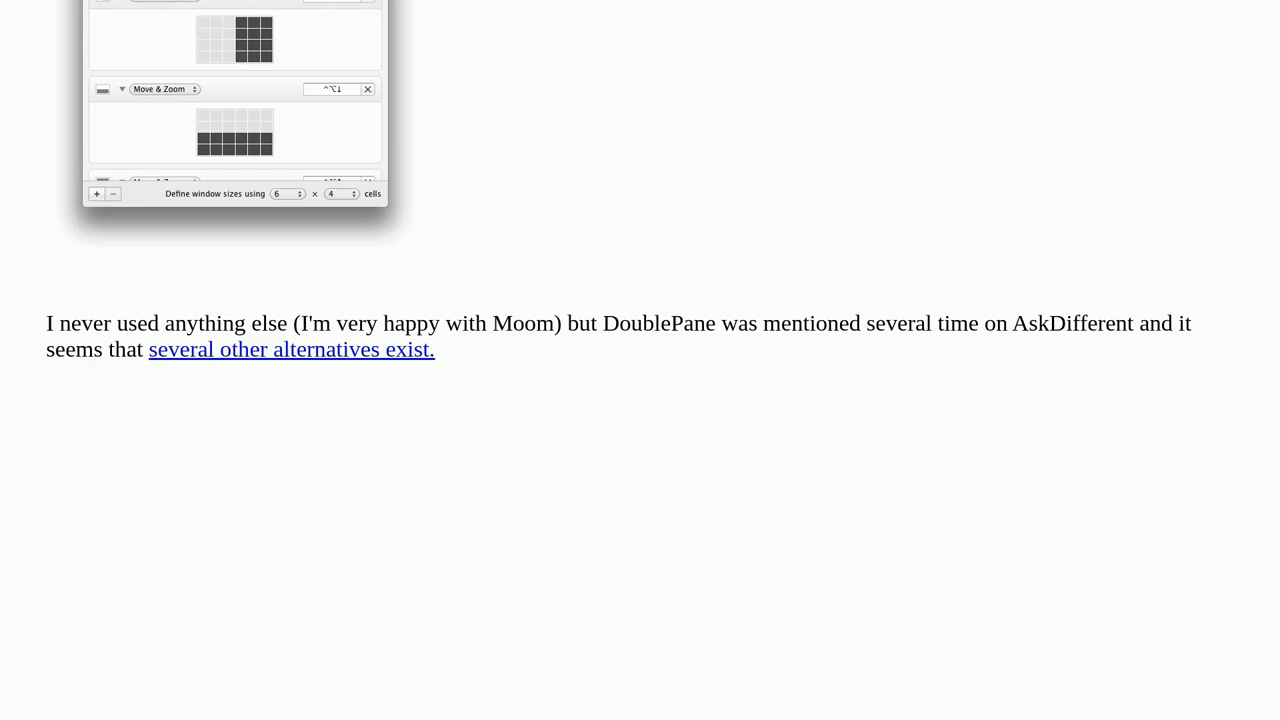 Move & Zoom ^⌥↓
Define window sizes using 6 × 4 cells
I never used anything else (I'm very happy with Moom) but DoublePane was mentioned several time on AskDifferent and it
seems that several other alternatives exist.